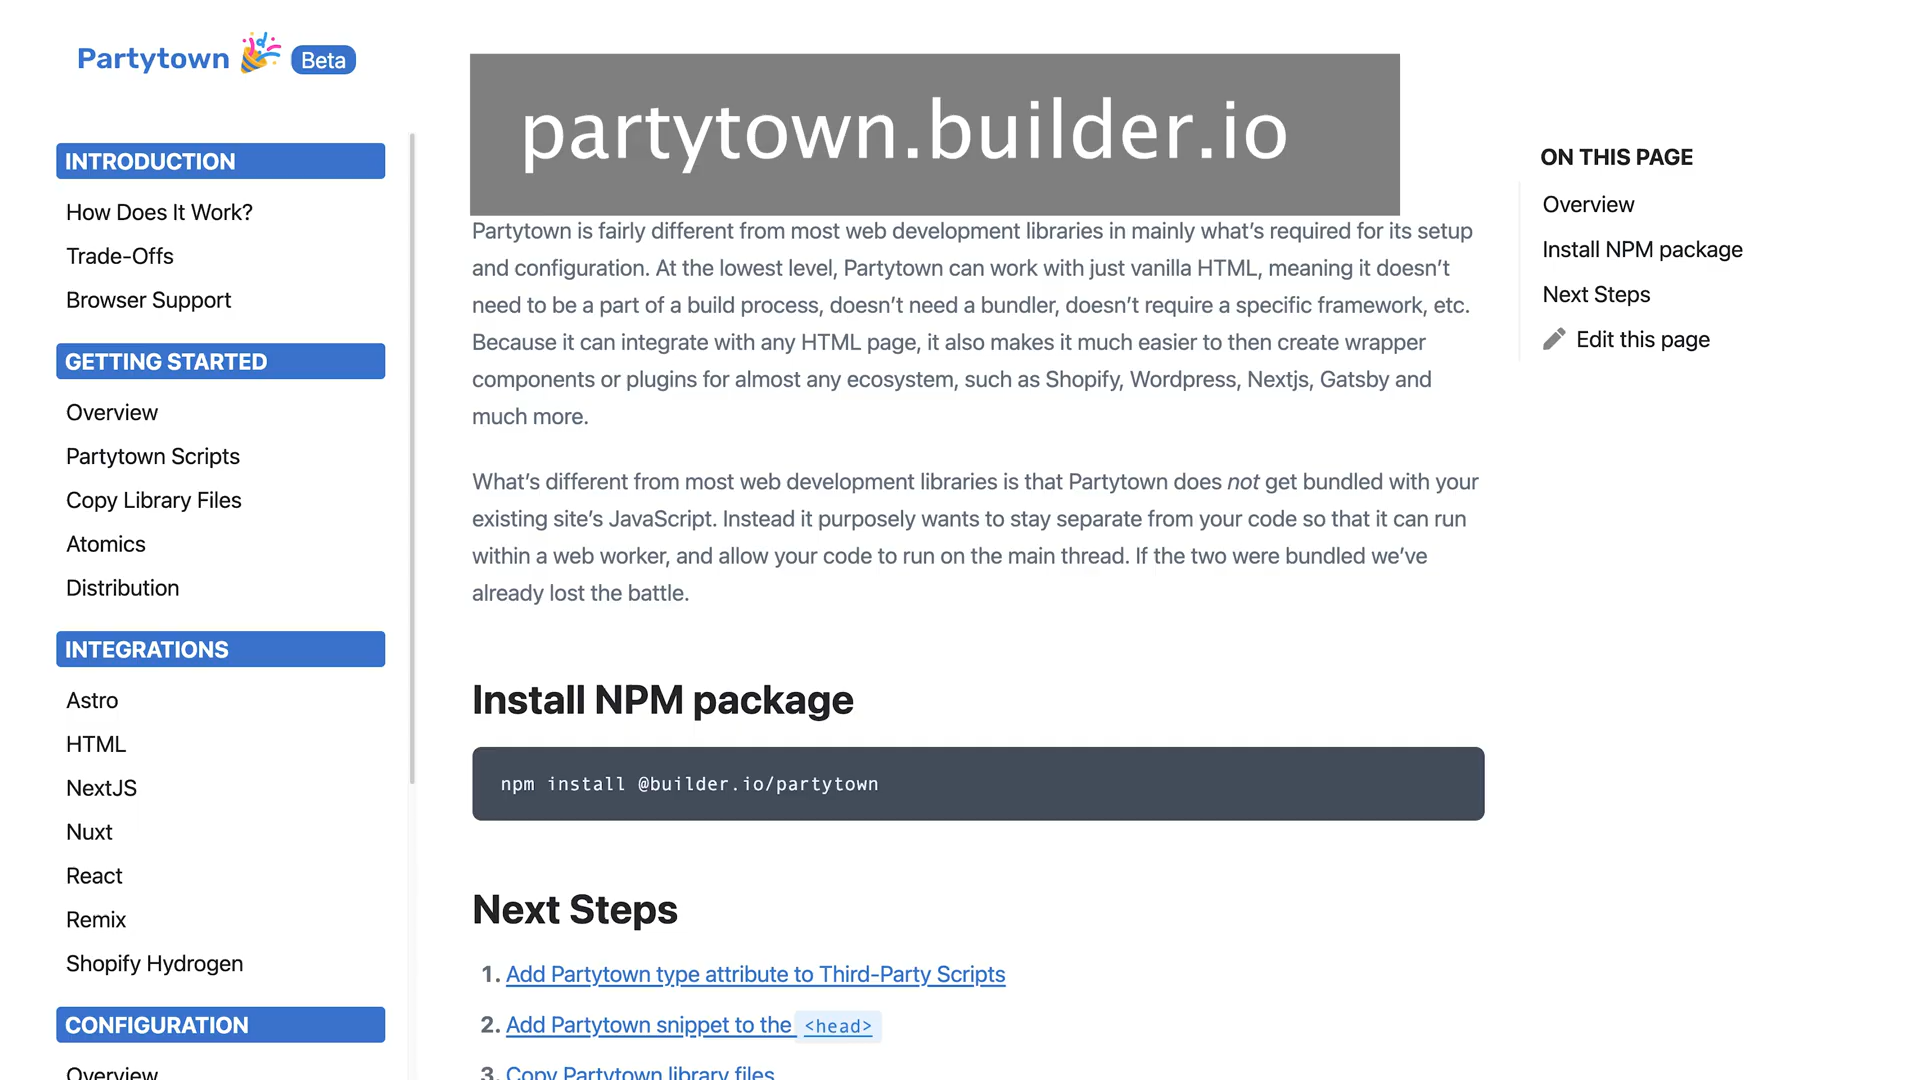 Partytown Beta
INTRODUCTION
How Does It Work?
Trade-Offs
Browser Support
GETTING STARTED
Overview
Partytown Scripts
Copy Library Files
Atomics
Distribution
INTEGRATIONS
Astro
HTML
NextJS
Nuxt
React
Remix
Shopify Hydrogen
CONFIGURATION
Overview
partytown.builder.io
Partytown is fairly different from most web development libraries in mainly what’s required for its setup
and configuration. At the lowest level, Partytown can work with just vanilla HTML, meaning it doesn’t
need to be a part of a build process, doesn’t need a bundler, doesn’t require a specific framework, etc.
Because it can integrate with any HTML page, it also makes it much easier to then create wrapper
components or plugins for almost any ecosystem, such as Shopify, Wordpress, Nextjs, Gatsby and
much more.
What’s different from most web development libraries is that Partytown does not get bundled with your
existing site’s JavaScript. Instead it purposely wants to stay separate from your code so that it can run
within a web worker, and allow your code to run on the main thread. If the two were bundled we’ve
already lost the battle.
Install NPM package
npm install @builder.io/partytown
Next Steps
1. Add Partytown type attribute to Third-Party Scripts
2. Add Partytown snippet to the <head>
3. Copy Partytown library files
ON THIS PAGE
Overview
Install NPM package
Next Steps
Edit this page